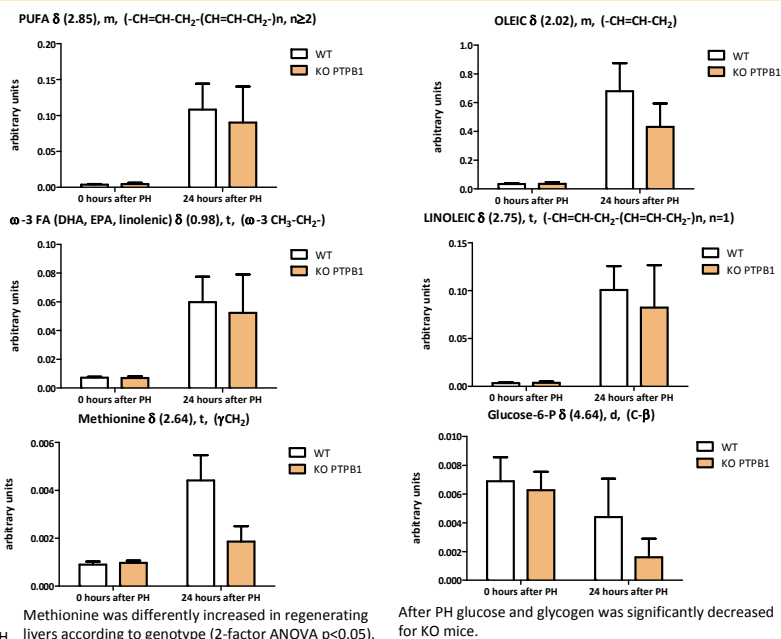 PUFA δ (2.85), m, (-CH=CH-CH₂-(CH=CH-CH₂-)n, n≥2)
0.20
0.15
0.10
0.05
0.00
arbitrary units
0 hours after PH
24 hours after PH
WT
KO PTPB1
OLEIC δ (2.02), m, (-CH=CH-CH₂)
1.0
0.8
0.6
0.4
0.2
0.0
arbitrary units
0 hours after PH
24 hours after PH
WT
KO PTPB1
ω-3 FA (DHA, EPA, linolenic) δ (0.98), t, (ω-3 CH₃-CH₂-)
0.10
0.08
0.06
0.04
0.02
0.00
arbitrary units
0 hours after PH
24 hours after PH
WT
KO PTPB1
LINOLEIC δ (2.75), t, (-CH=CH-CH₂-(CH=CH-CH₂-)n, n=1)
0.15
0.10
0.05
0.00
arbitrary units
0 hours after PH
24 hours after PH
WT
KO PTPB1
Methionine δ (2.64), t, (γCH₂)
0.006
0.004
0.002
0.000
arbitrary units
0 hours after PH
24 hours after PH
WT
KO PTPB1
Glucose-6-P δ (4.64), d, (C-β)
0.010
0.008
0.006
0.004
0.002
0.000
arbitrary units
0 hours after PH
24 hours after PH
WT
KO PTPB1
H
Methionine was differently increased in regenerating
livers according to genotype (2-factor ANOVA p<0.05).
After PH glucose and glycogen was significantly decreased
for KO mice.